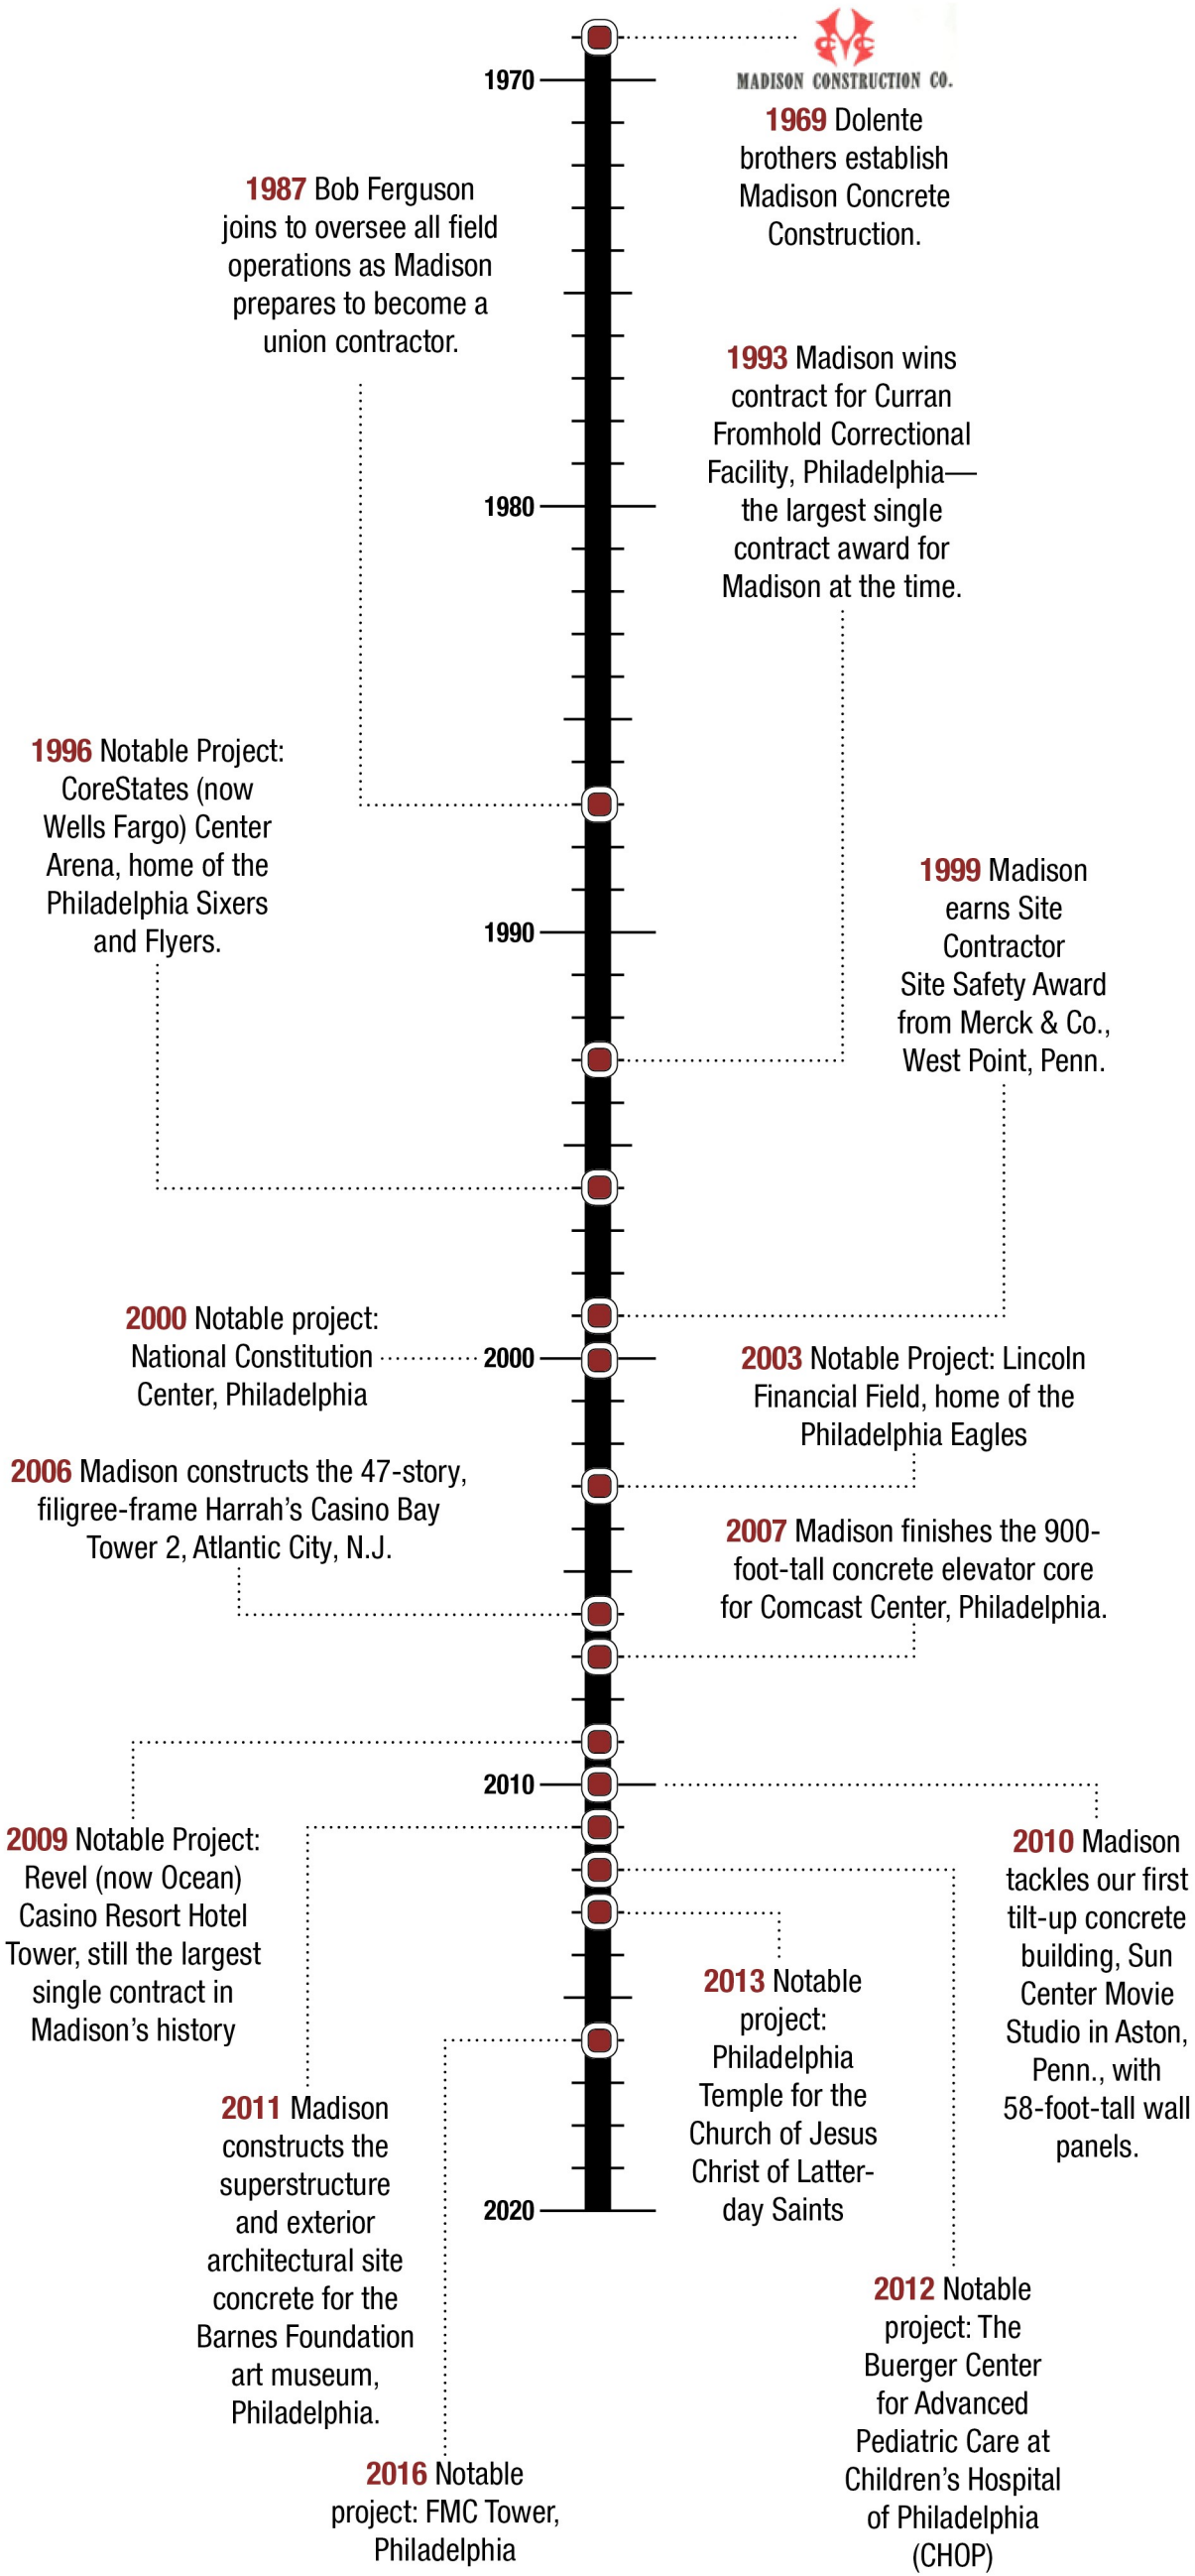 MADISON CONSTRUCTION CO.
1970
1969 Dolente
brothers establish
Madison Concrete
Construction.
1987 Bob Ferguson
joins to oversee all field
operations as Madison
prepares to become a
union contractor.
1993 Madison wins
contract for Curran
Fromhold Correctional
Facility, Philadelphia—
the largest single
contract award for
Madison at the time.
1980
1996 Notable Project:
CoreStates (now
Wells Fargo) Center
Arena, home of the
Philadelphia Sixers
and Flyers.
1990
1999 Madison
earns Site
Contractor
Site Safety Award
from Merck & Co.,
West Point, Penn.
2000 Notable project:
National Constitution
Center, Philadelphia
2000
2003 Notable Project: Lincoln
Financial Field, home of the
Philadelphia Eagles
2006 Madison constructs the 47-story,
filigree-frame Harrah’s Casino Bay
Tower 2, Atlantic City, N.J.
2007 Madison finishes the 900-
foot-tall concrete elevator core
for Comcast Center, Philadelphia.
2010
2009 Notable Project:
Revel (now Ocean)
Casino Resort Hotel
Tower, still the largest
single contract in
Madison’s history
2010 Madison
tackles our first
tilt-up concrete
building, Sun
Center Movie
Studio in Aston,
Penn., with
58-foot-tall wall
panels.
2013 Notable
project:
Philadelphia
Temple for the
Church of Jesus
Christ of Latter-
day Saints
2011 Madison
constructs the
superstructure
and exterior
architectural site
concrete for the
Barnes Foundation
art museum,
Philadelphia.
2020
2012 Notable
project: The
Buerger Center
for Advanced
Pediatric Care at
Children’s Hospital
of Philadelphia
(CHOP)
2016 Notable
project: FMC Tower,
Philadelphia